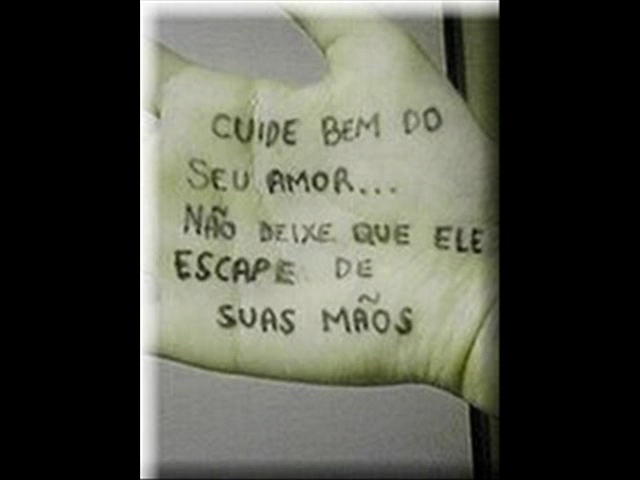 CUIDE BEM DO
SEU AMOR...
NÃO DEIXE QUE ELE
ESCAPE DE
SUAS MÃOS